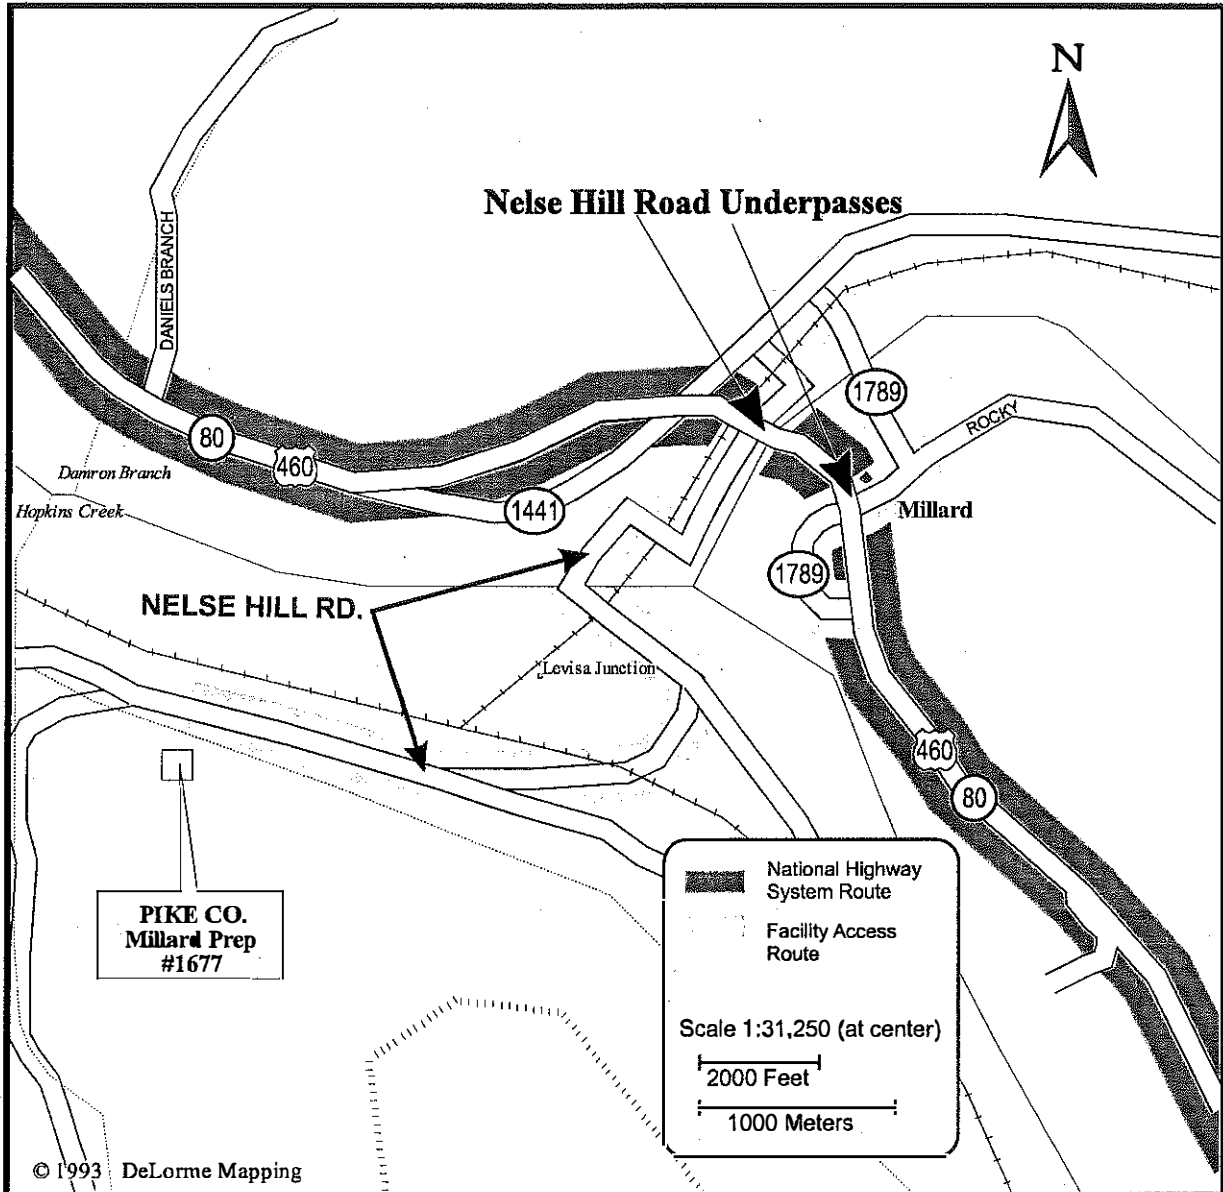 N
Nelse Hill Road Underpasses
DANIELS BRANCH
1789
80
460
ROCKY
Damron Branch
1441
Hopkins Creek
Millard
1789
NELSE HILL RD.
Levisa Junction
460
80
PIKE CO.
Millard Prep
#1677
National Highway
System Route
Facility Access
Route
Scale 1:31,250 (at center)
2000 Feet
1000 Meters
© 1993 DeLorme Mapping